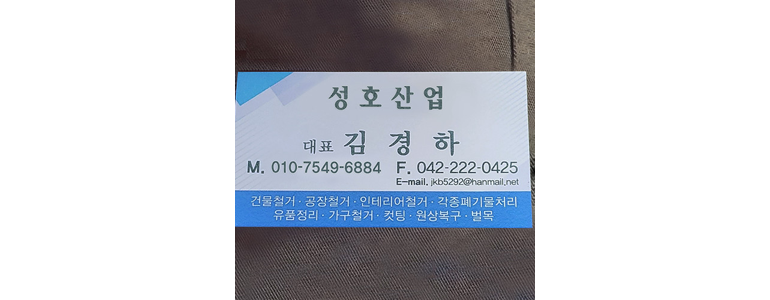 성호산업
대표 김 경 하
M. 010-7549-6884 F. 042-222-0425
E-mail. jkb5292@hanmail.net
건물철거 · 공장철거 · 인테리어철거 · 각종폐기물처리
유품정리 · 가구철거 · 컷팅 · 원상복구 · 벌목